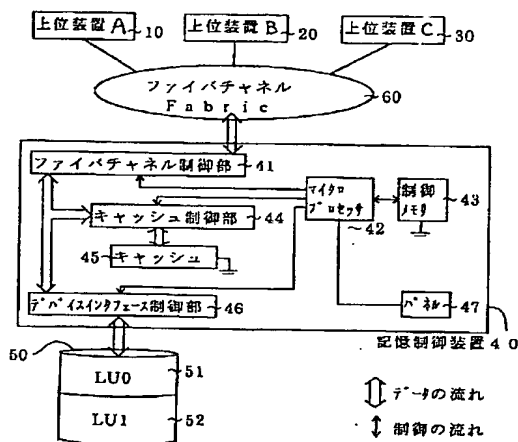 上位装置A
10
上位装置B
20
上位装置C
30
ファイバチャネル
Fabric
60
ファイバチャネル制御部
41
マイクロ
プロセッサ
42
制御
メモリ
43
キャッシュ制御部
44
45
キャッシュ
デバイスインタフェース制御部
46
パネル
47
記憶制御装置40
50
LU0
51
LU1
52
データの流れ
制御の流れ